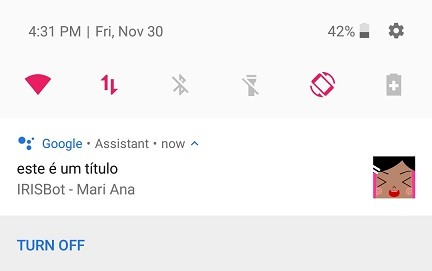 4:31 PM | Fri, Nov 30 42%
Google • Assistant • now
este é um título
IRISBot - Mari Ana
TURN OFF